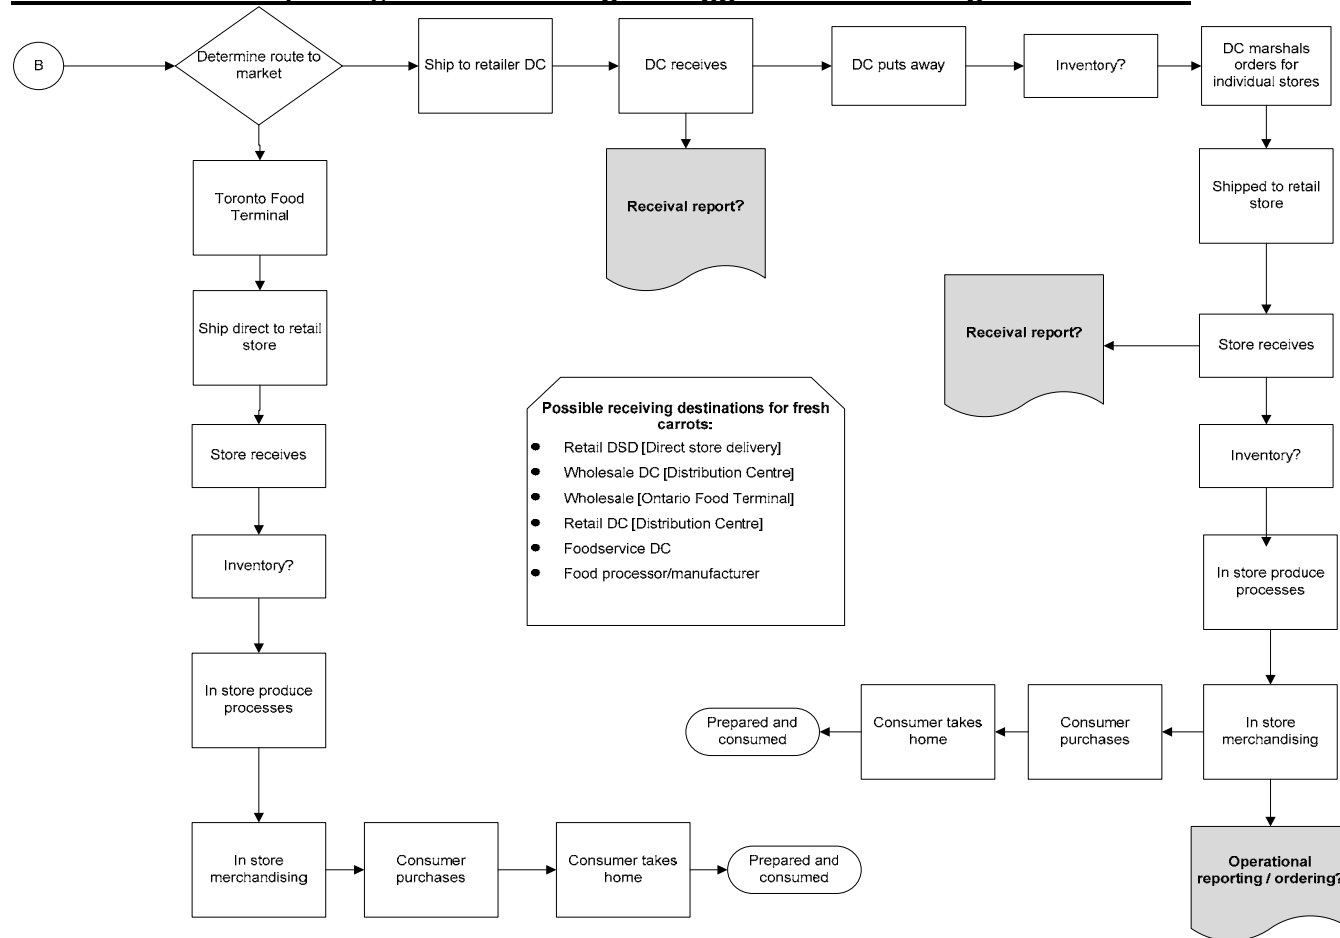 B
Determine route to
market
Ship to retailer DC
DC receives
DC puts away
Inventory?
DC marshals
orders for
individual stores
Toronto Food
Terminal
Receival report?
Shipped to retail
store
Ship direct to retail
store
Receival report?
Store receives
Possible receiving destinations for fresh
carrots:
● Retail DSD [Direct store delivery]
● Wholesale DC [Distribution Centre]
● Wholesale [Ontario Food Terminal]
● Retail DC [Distribution Centre]
● Foodservice DC
● Food processor/manufacturer
Store receives
Inventory?
Inventory?
In store produce
processes
In store produce
processes
Prepared and
consumed
Consumer takes
home
Consumer
purchases
In store
merchandising
In store
merchandising
Consumer
purchases
Consumer takes
home
Prepared and
consumed
Operational
reporting / ordering?